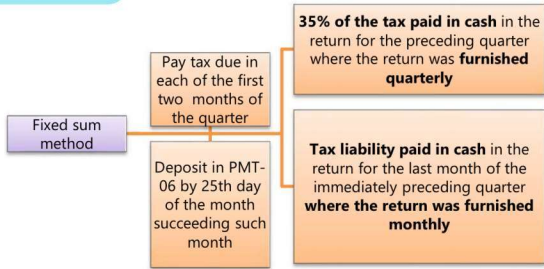 Fixed sum
method
Pay tax due in
each of the first
two months of
the quarter
Deposit in PMT-
06 by 25th day
of the month
succeeding such
month
35% of the tax paid in cash in the
return for the preceding quarter
where the return was furnished
quarterly
Tax liability paid in cash in the
return for the last month of the
immediately preceding quarter
where the return was furnished
monthly